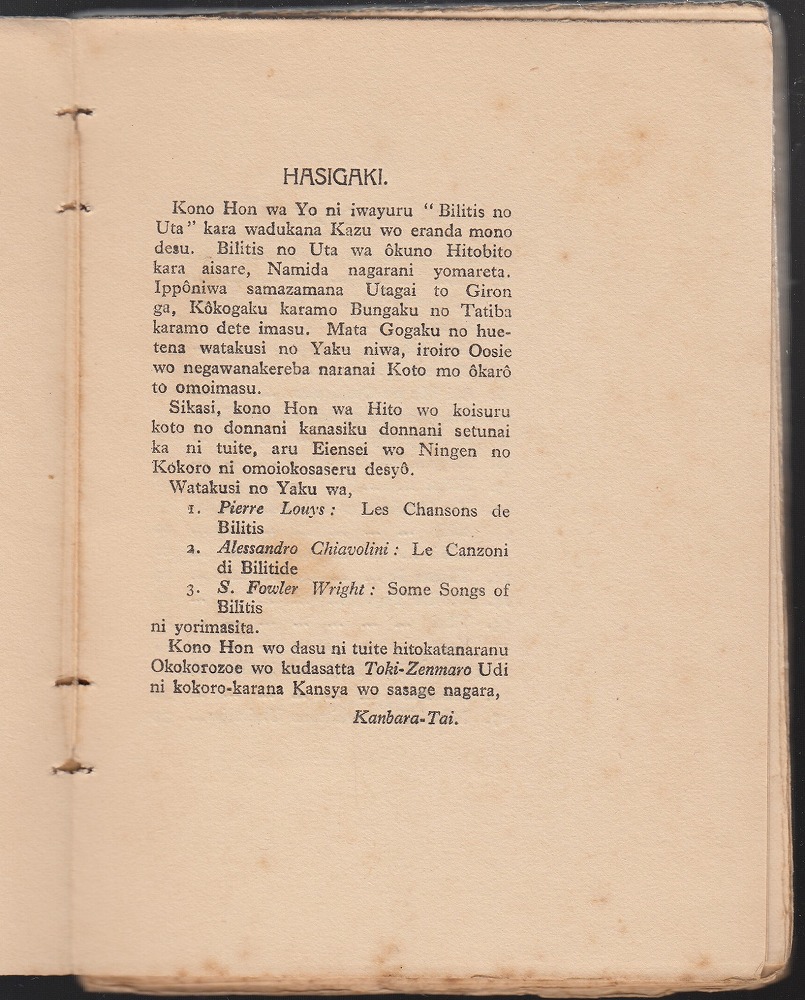 HASIGAKI.
Kono Hon wa Yo ni iwayuru “ Bilitis no
Uta ” kara wadukana Kazu wo eranda mono
desu. Bilitis no Uta wa ôkuno Hitobito
kara aisare, Namida nagarani yomareta.
Ippôniwa samazamana Utagai to Giron
ga, Kôkogaku karamo Bungaku no Tatiba
karamo dete imasu. Mata Gogaku no hue-
tena watakusi no Yaku niwa, iroiro Oosie
wo negawanakereba naranai Koto mo ôkarô
to omoimasu.
Sikasi, kono Hon wa Hito wo koisuru
koto no donnani kanasiku donnani setunai
ka ni tuite, aru Eiensei wo Ningen no
Kokoro ni omoiokosaseru desyô.
Watakusi no Yaku wa,
1. Pierre Louys : Les Chansons de
Bilitis
2. Alessandro Chiavolini : Le Canzoni
di Bilitide
3. S. Fowler Wright : Some Songs of
Bilitis
ni yorimasita.
Kono Hon wo dasu ni tuite hitokatanaranu
Okokorozoe wo kudasatta Toki-Zenmaro Udi
ni kokoro-karana Kansya wo sasage nagara,
Kanbara-Tai.